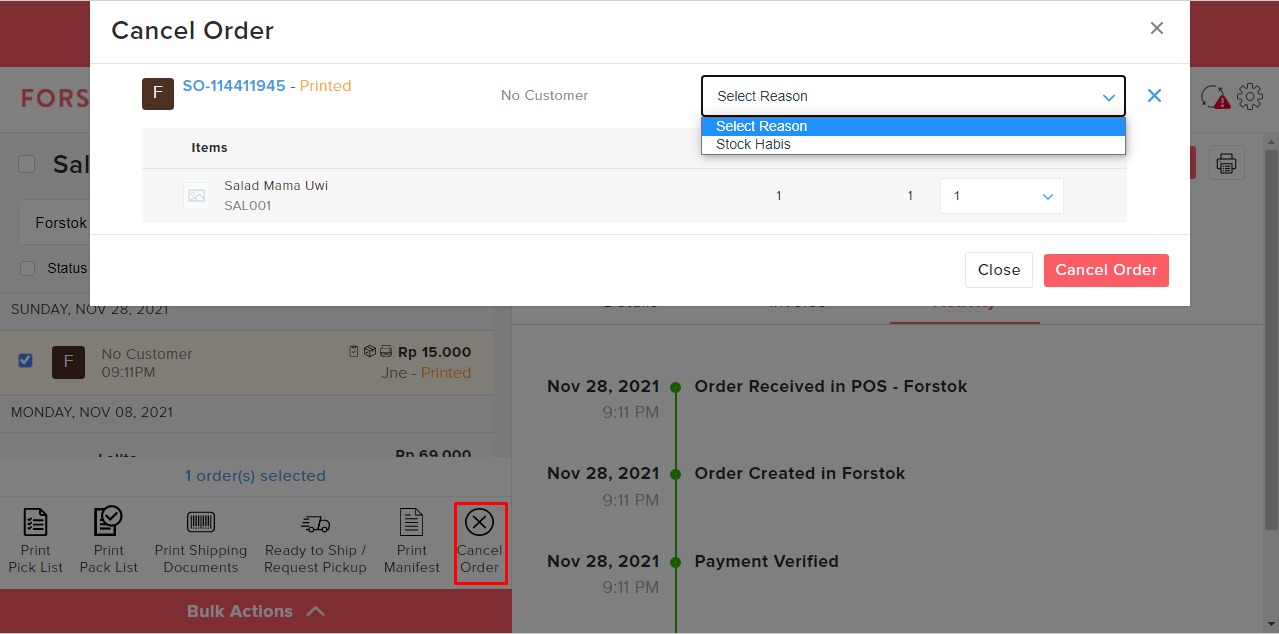 Cancel Order
F
SO-114411945 - Printed
No Customer
Select Reason
Select Reason
Stock Habis
Items
Salad Mama Uwi
SAL001
1
1
1
Close
Cancel Order
FORS
Sal
Forstok
Status
SUNDAY, NOV 28, 2021
F
No Customer
Rp 15.000
09:11PM
Jne - Printed
MONDAY, NOV 08, 2021
Rp 69.000
1 order(s) selected
Print
Pick List
Print
Pack List
Print Shipping
Documents
Ready to Ship /
Request Pickup
Print
Manifest
Cancel
Order
Bulk Actions
Nov 28, 2021
9:11 PM
Order Received in POS - Forstok
Nov 28, 2021
9:11 PM
Order Created in Forstok
Nov 28, 2021
9:11 PM
Payment Verified